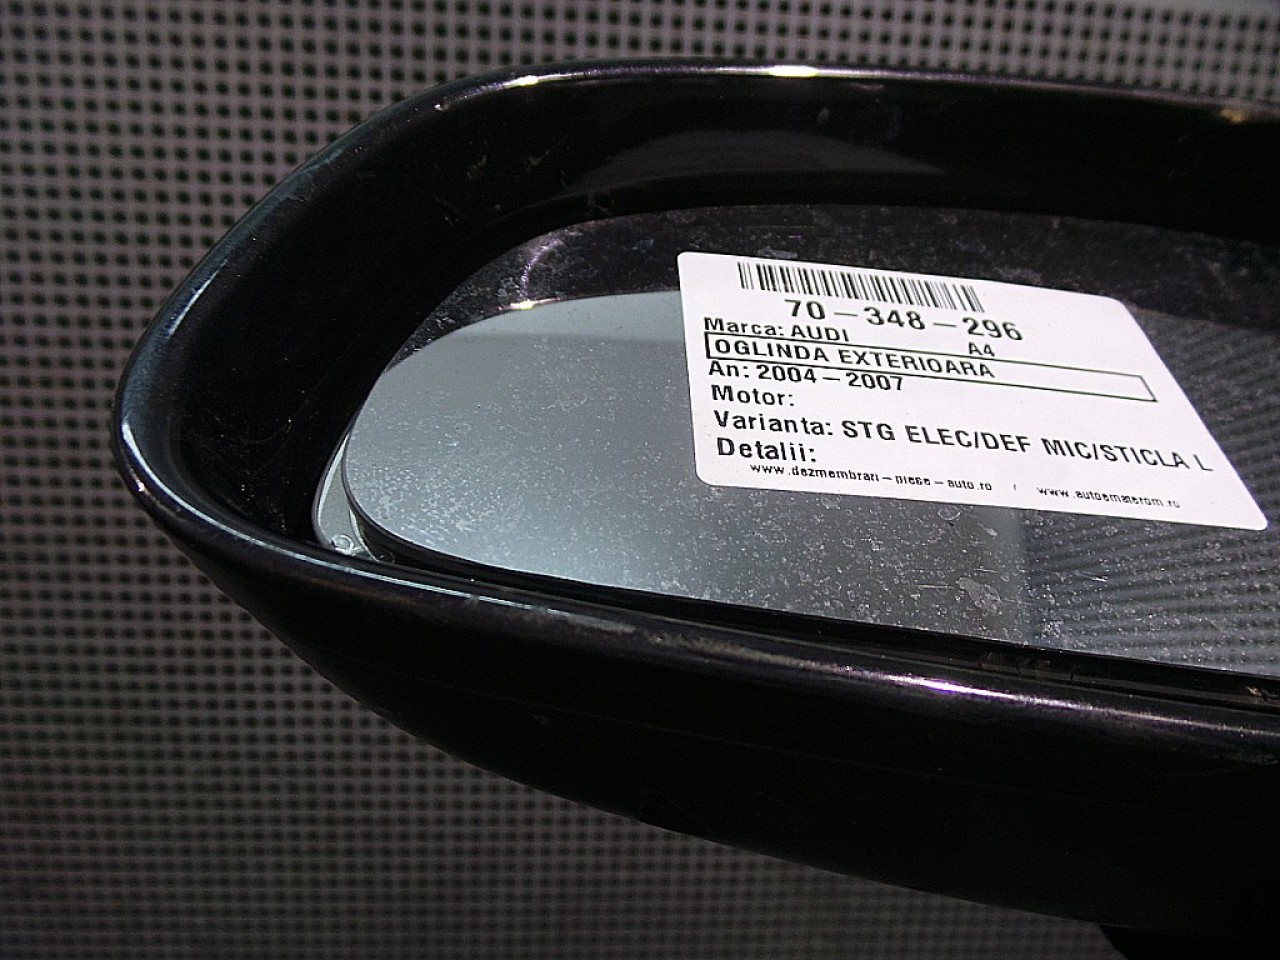 70-348-296
Marca: AUDI A4
OGLINDA EXTERIOARA
An: 2004-2007
Motor:
Varianta: STG ELEC/DEF MIC/STICLA L
Detalii:
www.dezmembrari-piese-auto.ro | www.autoematerom.ro